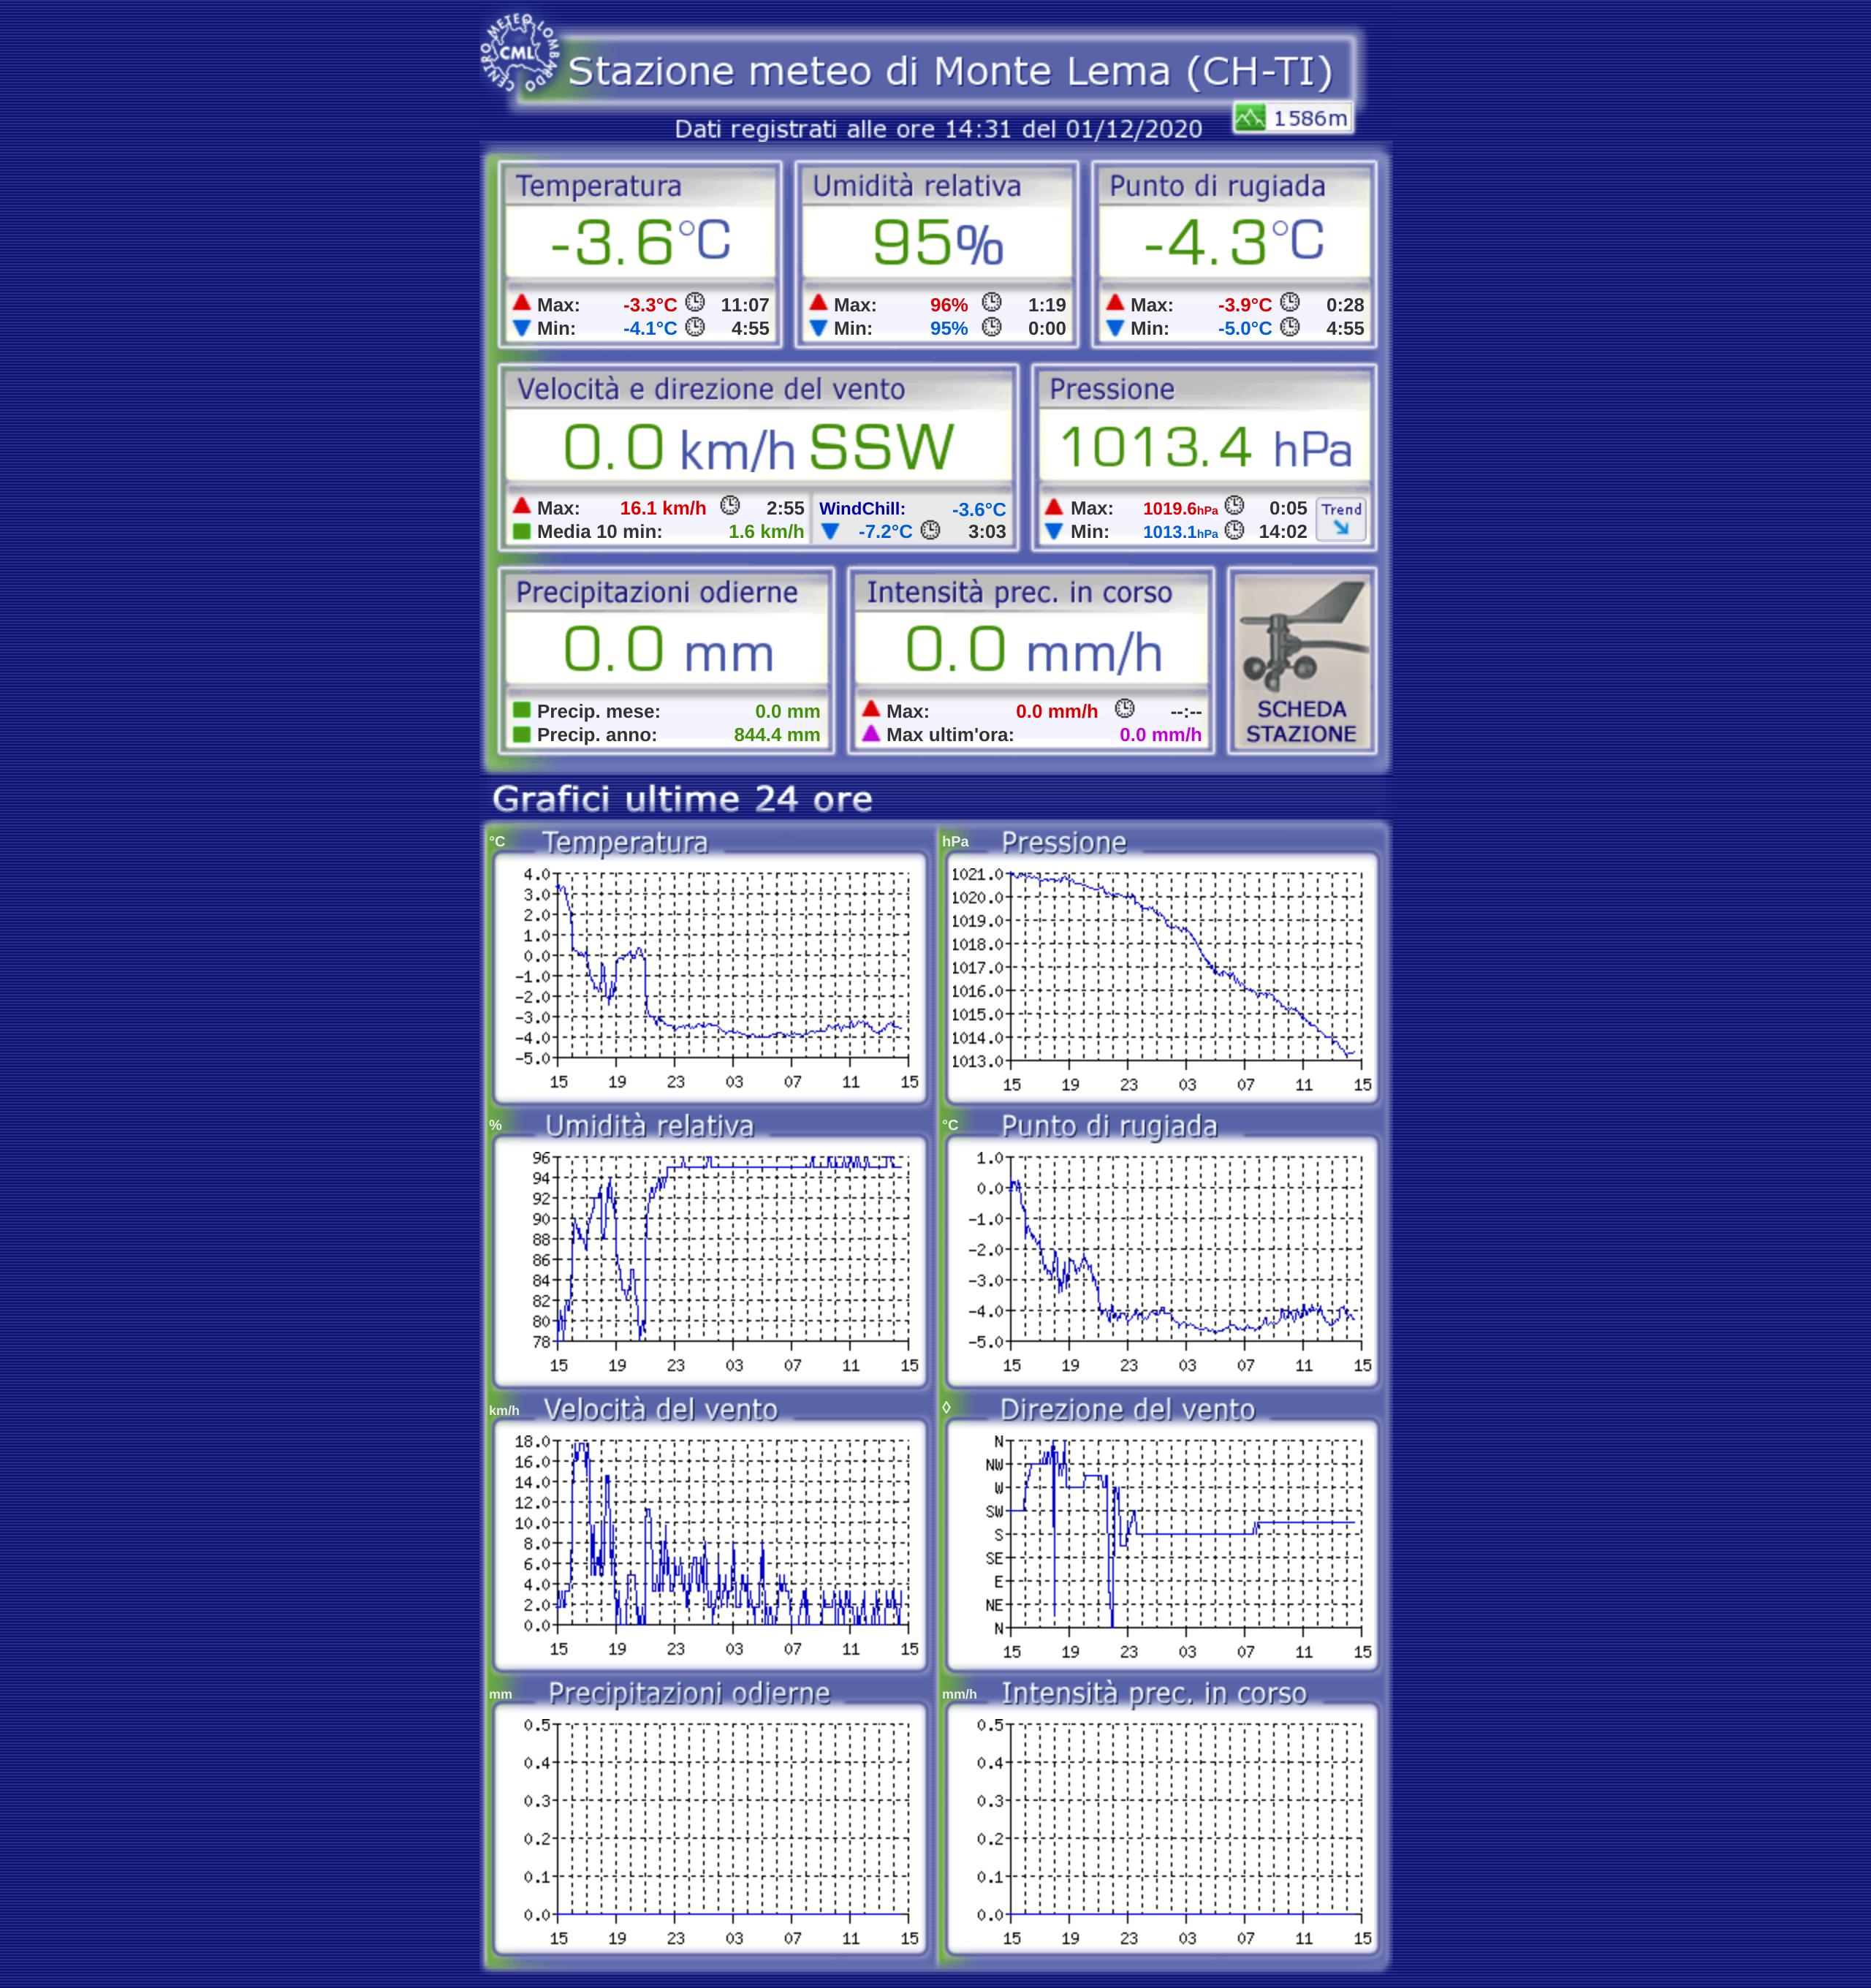 CENTRO METEO LOMBARDO
CML
Stazione meteo di Monte Lema (CH-TI)
1586m
Dati registrati alle ore 14:31 del 01/12/2020
Temperatura Umidità relativa Punto di rugiada
-3.6°C 95% -4.3°C
Max: -3.3°C 11:07 Max: 96% 1:19 Max: -3.9°C 0:28
Min: -4.1°C 4:55 Min: 95% 0:00 Min: -5.0°C 4:55
Velocità e direzione del vento Pressione
0.0 km/h SSW 1013.4 hPa
Max: 16.1 km/h 2:55 WindChill: -3.6°C Max: 1019.6hPa 0:05 Trend
Media 10 min: 1.6 km/h -7.2°C 3:03 Min: 1013.1hPa 14:02
Precipitazioni odierne Intensità prec. in corso
0.0 mm 0.0 mm/h
Precip. mese: 0.0 mm Max: 0.0 mm/h --:-- SCHEDA
Precip. anno: 844.4 mm Max ultim'ora: 0.0 mm/h STAZIONE
Grafici ultime 24 ore
°C Temperatura
4.0
3.0
2.0
1.0
0.0
-1.0
-2.0
-3.0
-4.0
-5.0
15 19 23 03 07 11 15
hPa Pressione
1021.0
1020.0
1019.0
1018.0
1017.0
1016.0
1015.0
1014.0
1013.0
15 19 23 03 07 11 15
% Umidità relativa
96
94
92
90
88
86
84
82
80
78
15 19 23 03 07 11 15
°C Punto di rugiada
1.0
0.0
-1.0
-2.0
-3.0
-4.0
-5.0
15 19 23 03 07 11 15
km/h Velocità del vento
18.0
16.0
14.0
12.0
10.0
8.0
6.0
4.0
2.0
0.0
15 19 23 03 07 11 15
◊ Direzione del vento
N
NW
W
SW
S
SE
E
NE
N
15 19 23 03 07 11 15
mm Precipitazioni odierne
0.5
0.4
0.3
0.2
0.1
0.0
15 19 23 03 07 11 15
mm/h Intensità prec. in corso
0.5
0.4
0.3
0.2
0.1
0.0
15 19 23 03 07 11 15